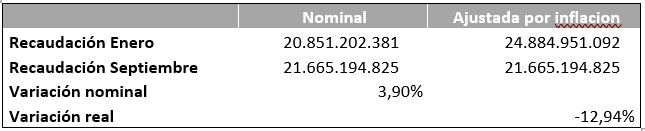 Nominal Ajustada por inflacion
Recaudación Enero 20.851.202.381 24.884.951.092
Recaudación Septiembre 21.665.194.825 21.665.194.825
Variación nominal 3,90%
Variación real -12,94%